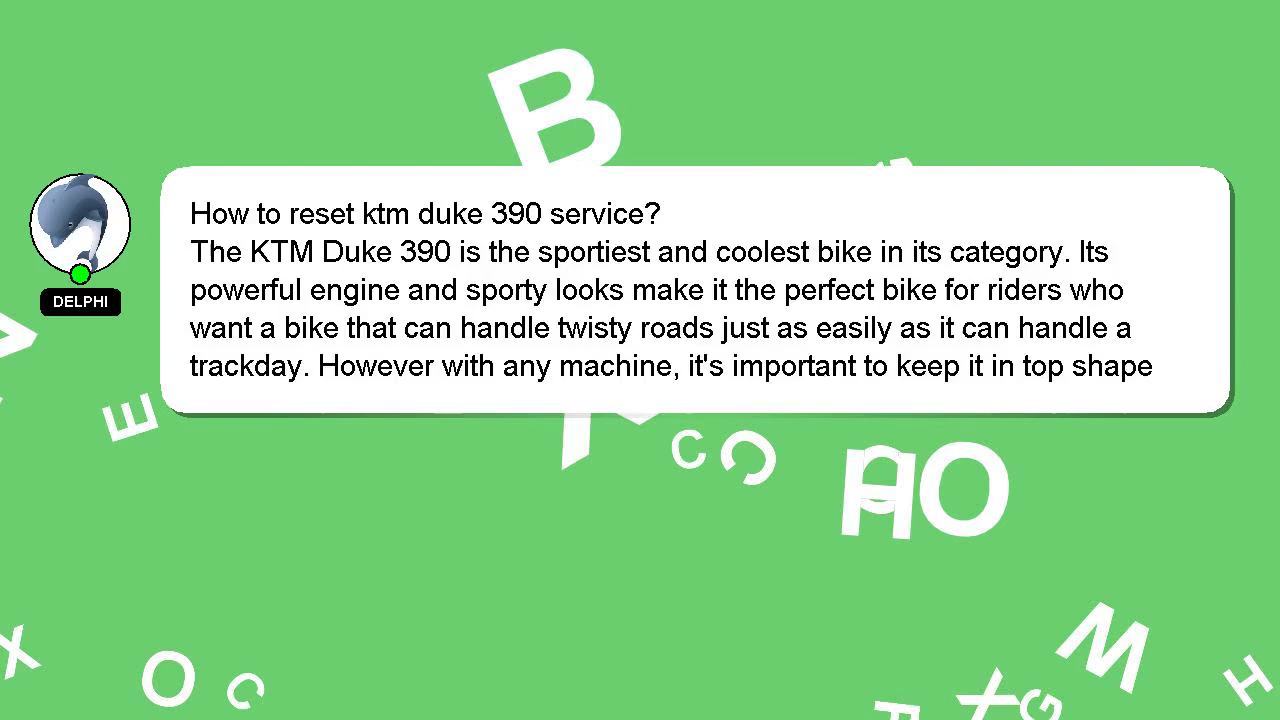 B
How to reset ktm duke 390 service?
The KTM Duke 390 is the sportiest and coolest bike in its category. Its
powerful engine and sporty looks make it the perfect bike for riders who
want a bike that can handle twisty roads just as easily as it can handle a
trackday. However with any machine, it's important to keep it in top shape
DELPHI
E
C
C
H
O
O
C
X
M
H
X
G